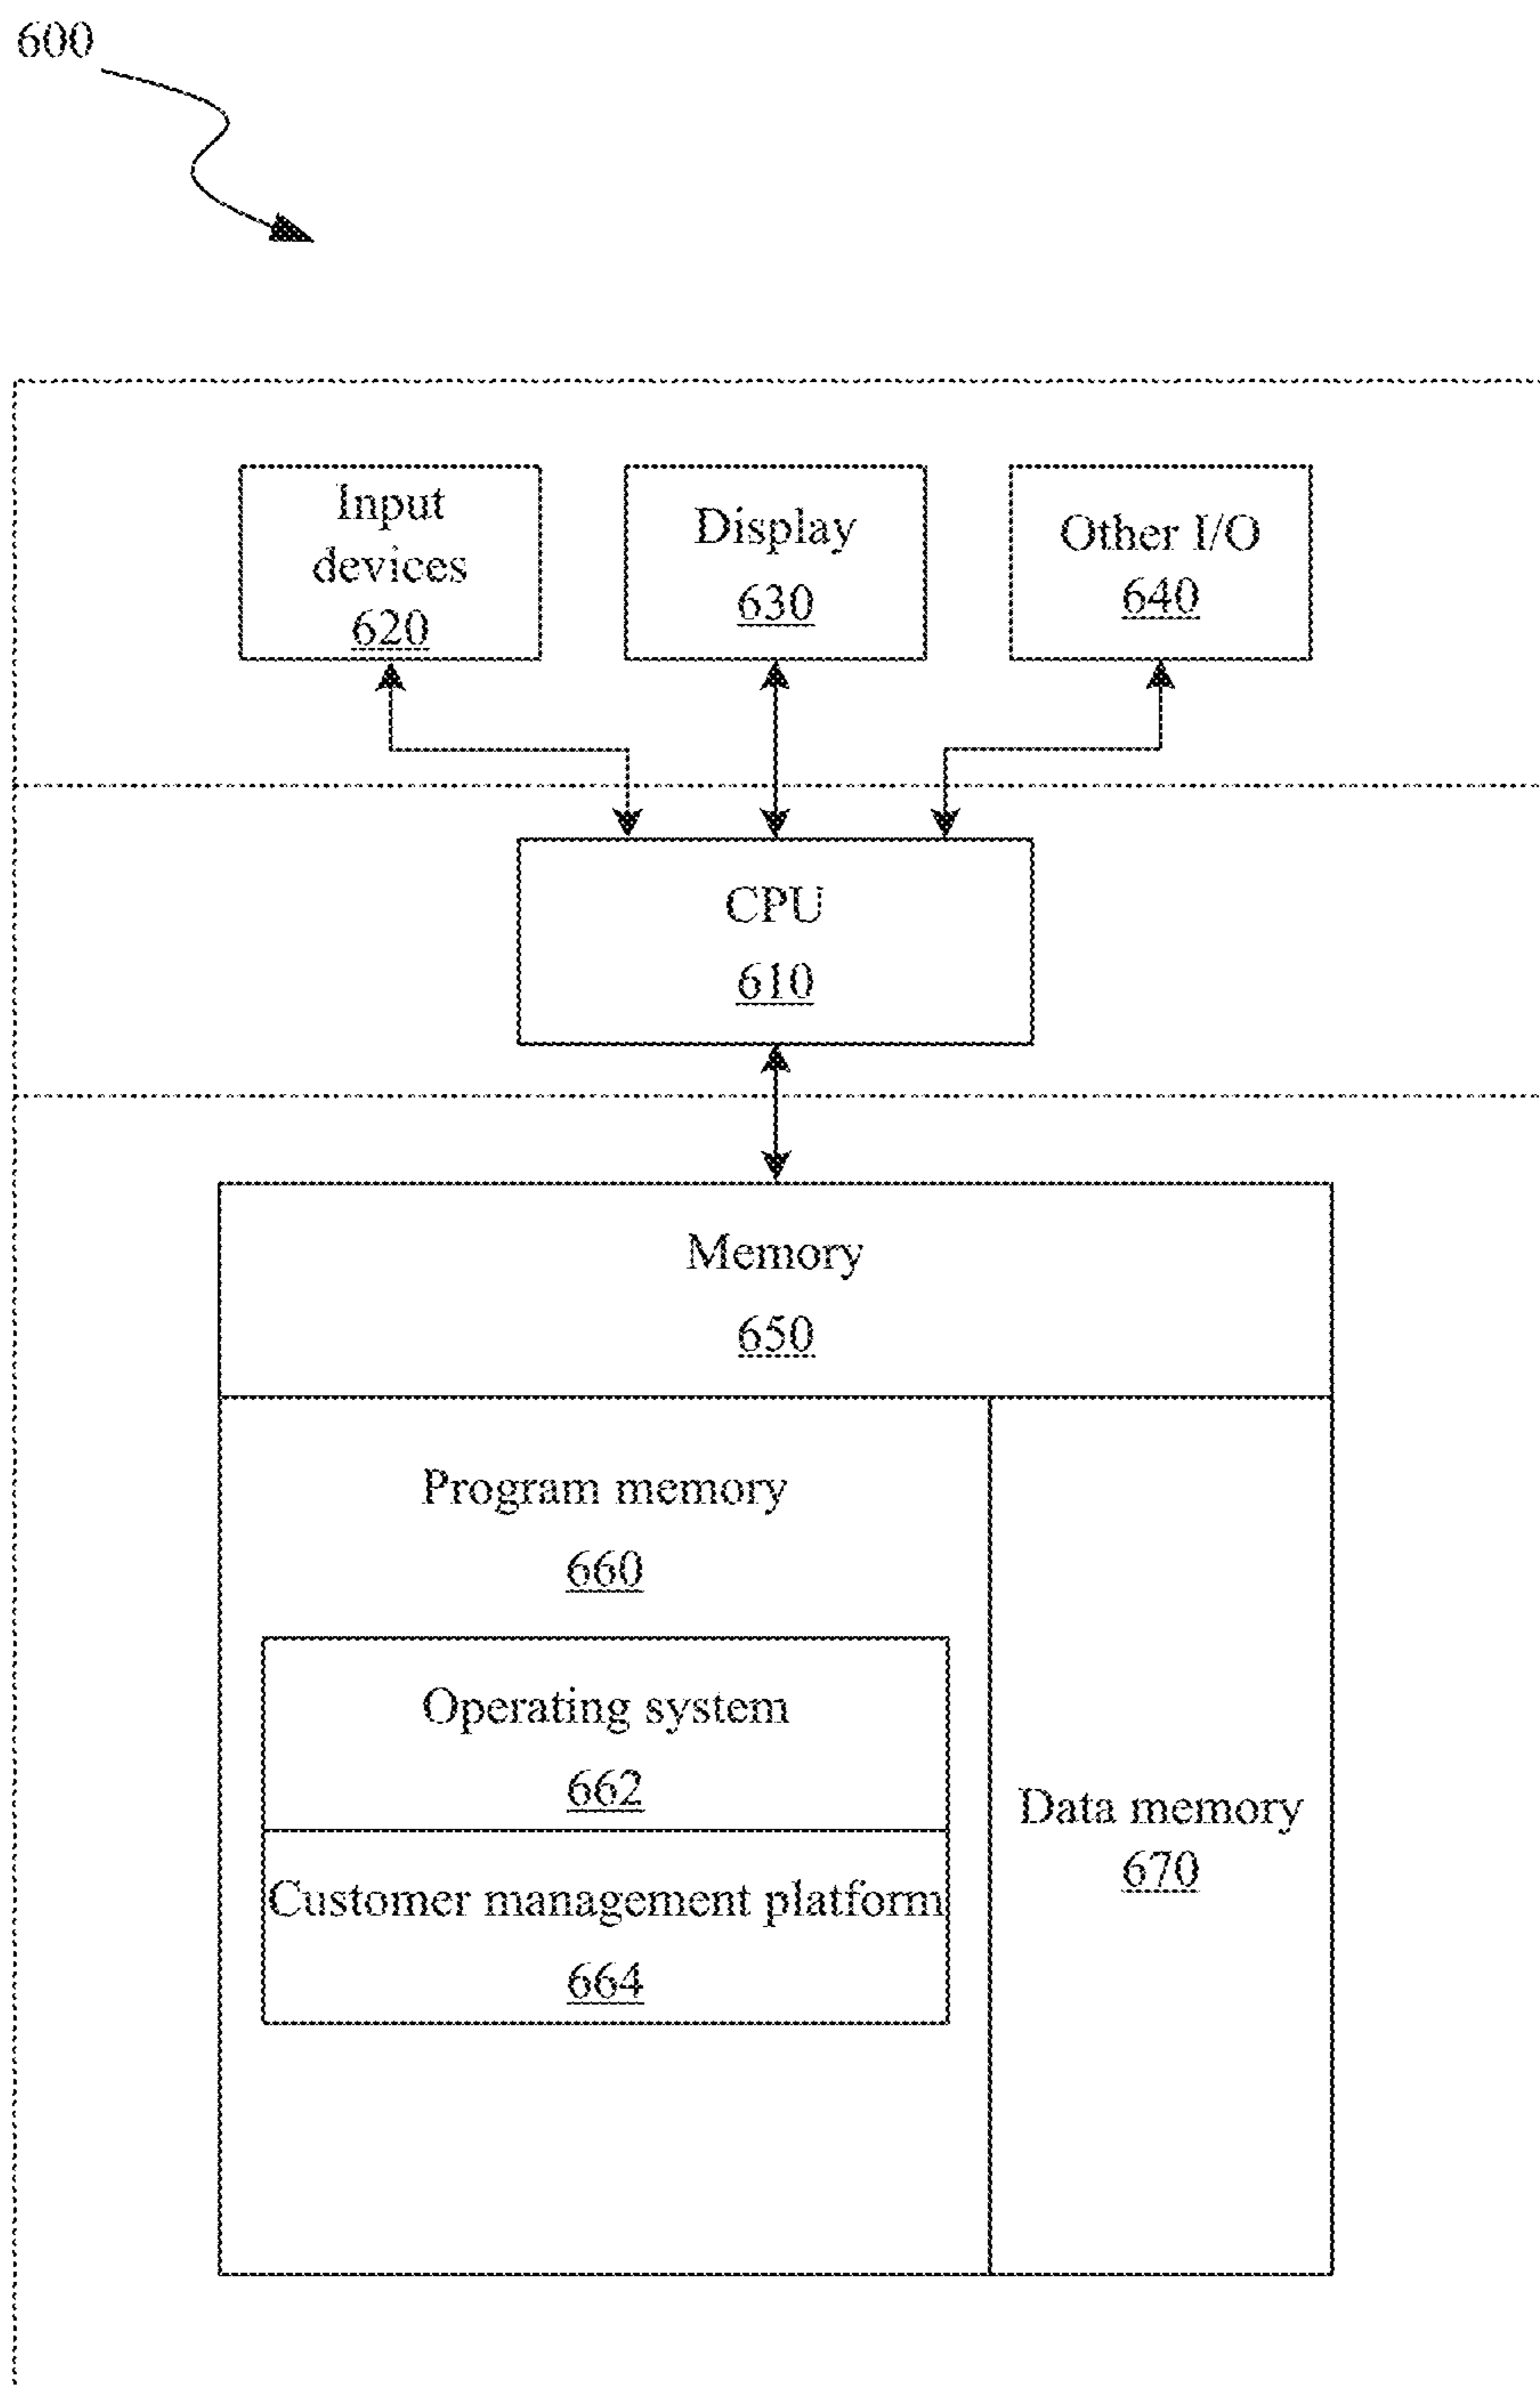 600
Input
devices
620
Display
630
Other I/O
640
CPU
610
Memory
650
Program memory
660
Operating system
662
Customer management platform
664
Data memory
670